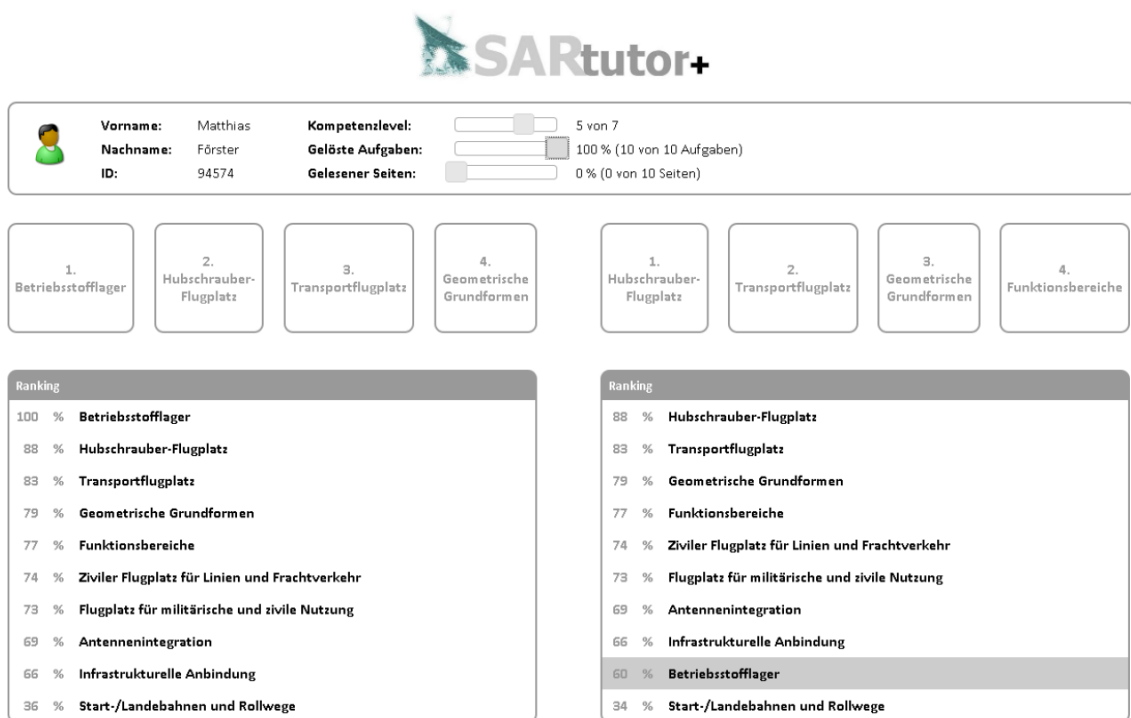 SARtutor+
Vorname: Matthias Kompetenzlevel: 5 von 7
Nachname: Förster Gelöste Aufgaben: 100 % (10 von 10 Aufgaben)
ID: 94574 Gelesener Seiten: 0 % (0 von 10 Seiten)
1.
Betriebsstofflager
2.
Hubschrauber-
Flugplatz
3.
Transportflugplatz
4.
Geometrische
Grundformen
1.
Hubschrauber-
Flugplatz
2.
Transportflugplatz
3.
Geometrische
Grundformen
4.
Funktionsbereiche
Ranking
100 % Betriebsstofflager
88 % Hubschrauber-Flugplatz
83 % Transportflugplatz
79 % Geometrische Grundformen
77 % Funktionsbereiche
74 % Ziviler Flugplatz für Linien und Frachtverkehr
73 % Flugplatz für militärische und zivile Nutzung
69 % Antennenintegration
66 % Infrastrukturelle Anbindung
36 % Start-/Landebahnen und Rollwege
Ranking
88 % Hubschrauber-Flugplatz
83 % Transportflugplatz
79 % Geometrische Grundformen
77 % Funktionsbereiche
74 % Ziviler Flugplatz für Linien und Frachtverkehr
73 % Flugplatz für militärische und zivile Nutzung
69 % Antennenintegration
66 % Infrastrukturelle Anbindung
60 % Betriebsstofflager
34 % Start-/Landebahnen und Rollwege